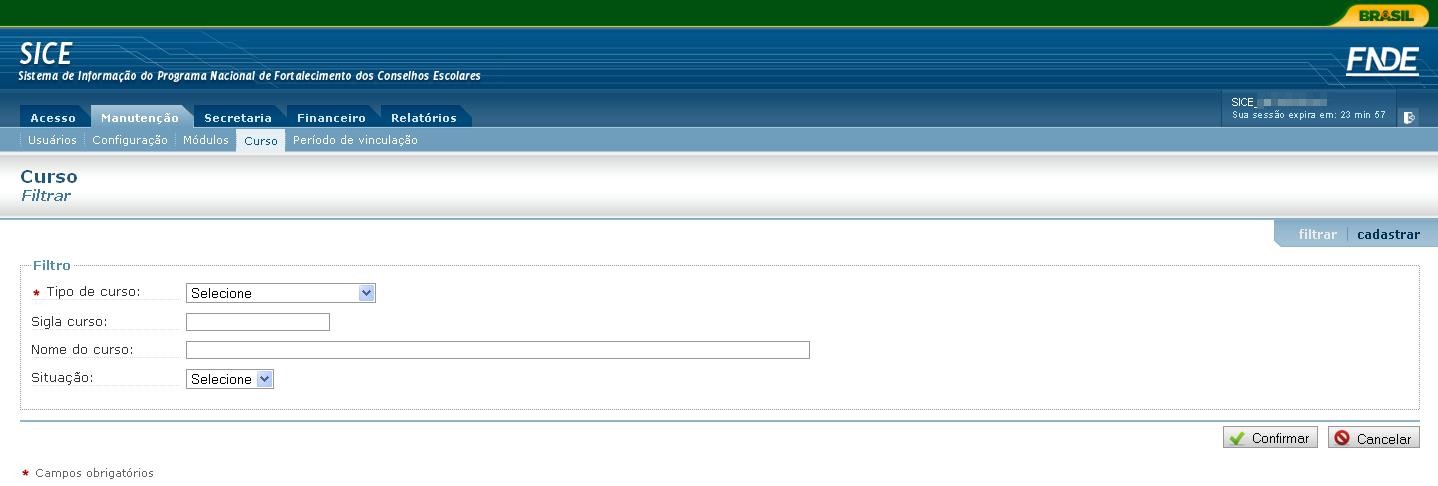 BRASIL
SICE
Sistema de Informação do Programa Nacional de Fortalecimento dos Conselhos Escolares
FNDE
Acesso Manutenção Secretaria Financeiro Relatórios
SICE_
Sua sessão expira em: 23 min 57
Usuários Configuração Módulos Curso Período de vinculação
Curso
Filtrar
filtrar cadastrar
Filtro
* Tipo de curso: Selecione
Sigla curso:
Nome do curso:
Situação: Selecione
Confirmar Cancelar
* Campos obrigatórios